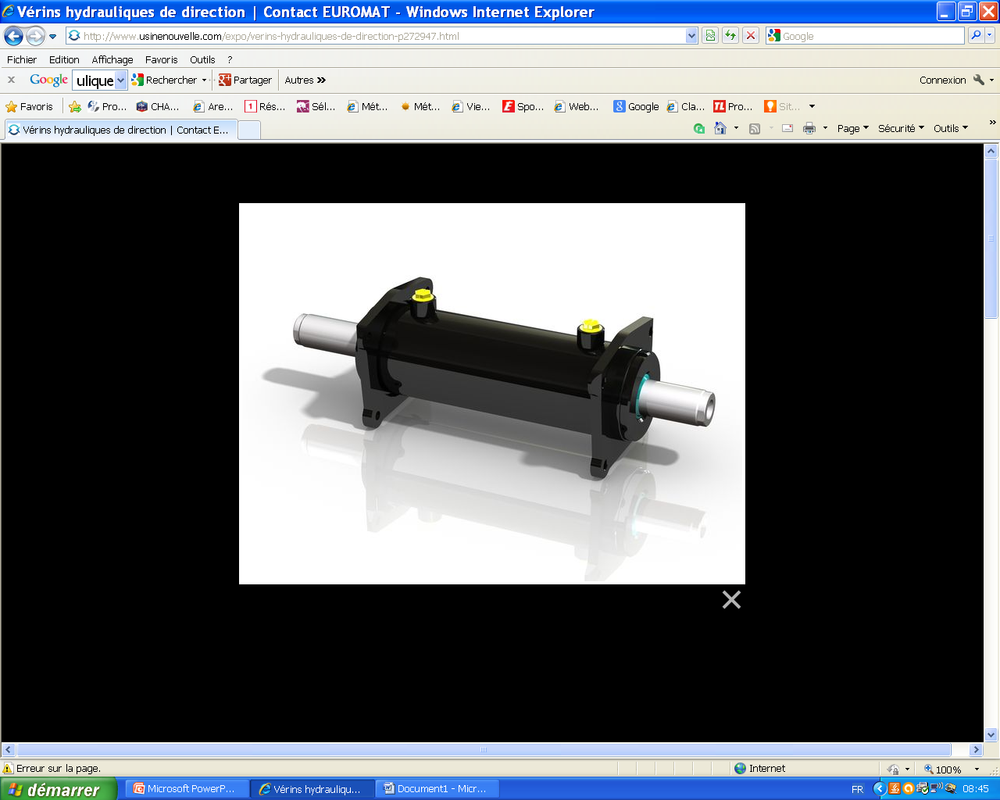 Vérins hydrauliques de direction | Contact EUROMAT - Windows Internet Explorer
http://www.usinenouvelle.com/expo/verins-hydrauliques-de-direction-p272947.html
Google
Fichier Edition Affichage Favoris Outils ?
x Google ulique Rechercher Partager Autres » Connexion
Favoris Pro... CHA... Are... 1 Rés... Sél... Mét... Mét... Vie... E Spo... Web... 8 Google Cla... TL Pro... Sit...
Vérins hydrauliques de direction | Contact E... Page Sécurité Outils »
Erreur sur la page. Internet 100%
démarrer Microsoft PowerP... Vérins hydrauliqu... Document1 - Micr... FR 08:45